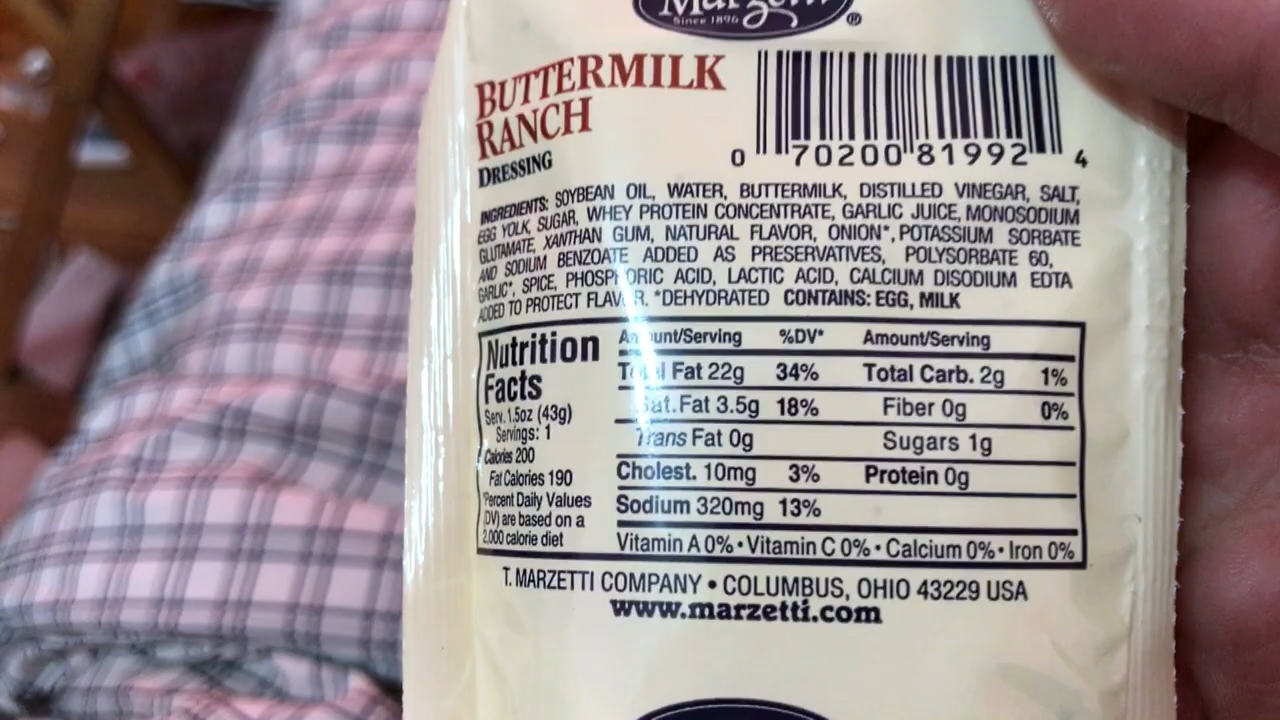 Marzetti
Since 1896
®
BUTTERMILK
RANCH
DRESSING
0 70200 81992 4
INGREDIENTS: SOYBEAN OIL, WATER, BUTTERMILK, DISTILLED VINEGAR, SALT,
EGG YOLK, SUGAR, WHEY PROTEIN CONCENTRATE, GARLIC JUICE, MONOSODIUM
GLUTAMATE, XANTHAN GUM, NATURAL FLAVOR, ONION*, POTASSIUM SORBATE
AND SODIUM BENZOATE ADDED AS PRESERVATIVES, POLYSORBATE 60,
GARLIC*, SPICE, PHOSPHORIC ACID, LACTIC ACID, CALCIUM DISODIUM EDTA
ADDED TO PROTECT FLAVOR. *DEHYDRATED CONTAINS: EGG, MILK
Nutrition
Facts
Serv. 1.5oz (43g)
Servings: 1
Calories 200
Fat Calories 190
*Percent Daily Values
(DV) are based on a
2,000 calorie diet
Amount/Serving %DV* Amount/Serving
Total Fat 22g 34% Total Carb. 2g 1%
Sat. Fat 3.5g 18% Fiber 0g 0%
Trans Fat 0g Sugars 1g
Cholest. 10mg 3% Protein 0g
Sodium 320mg 13%
Vitamin A 0% • Vitamin C 0% • Calcium 0% • Iron 0%
T. MARZETTI COMPANY • COLUMBUS, OHIO 43229 USA
www.marzetti.com